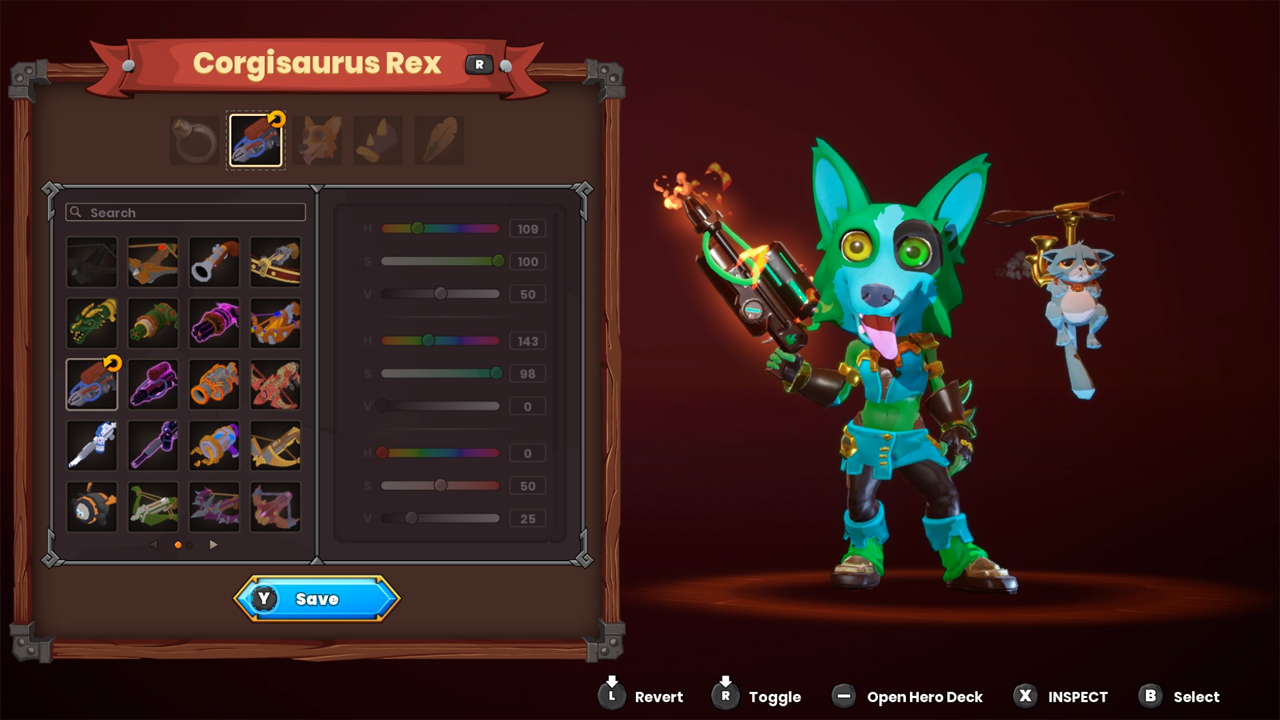 Corgisaurus Rex R
Search
H 109
S 100
V 50
H 143
S 98
V 0
H 0
S 50
V 25
Y Save
L Revert R Toggle Open Hero Deck X INSPECT B Select